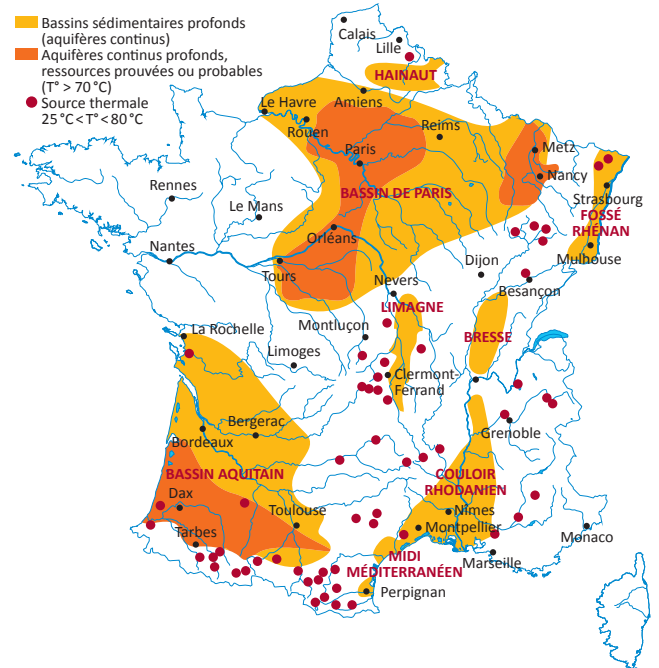 Bassins sédimentaires profonds
(aquifères continus)
Aquifères continus profonds,
ressources prouvées ou probables
(T° > 70 °C)
Source thermale
25 °C < T° < 80 °C
Calais
Lille
HAINAUT
Le Havre
Amiens
Rouen
Reims
Paris
Metz
Nancy
BASSIN DE PARIS
Strasbourg
FOSSÉ
RHÉNAN
Rennes
Le Mans
Orléans
Mulhouse
Nantes
Tours
Dijon
Besançon
Nevers
LIMAGNE
La Rochelle
Montluçon
BRESSE
Limoges
Clermont-
Ferrand
Bergerac
Bordeaux
Grenoble
BASSIN AQUITAIN
COULOIR
RHODANIEN
Dax
Toulouse
Nîmes
Montpellier
Tarbes
Monaco
Marseille
MIDI
MÉDITERRANÉEN
Perpignan